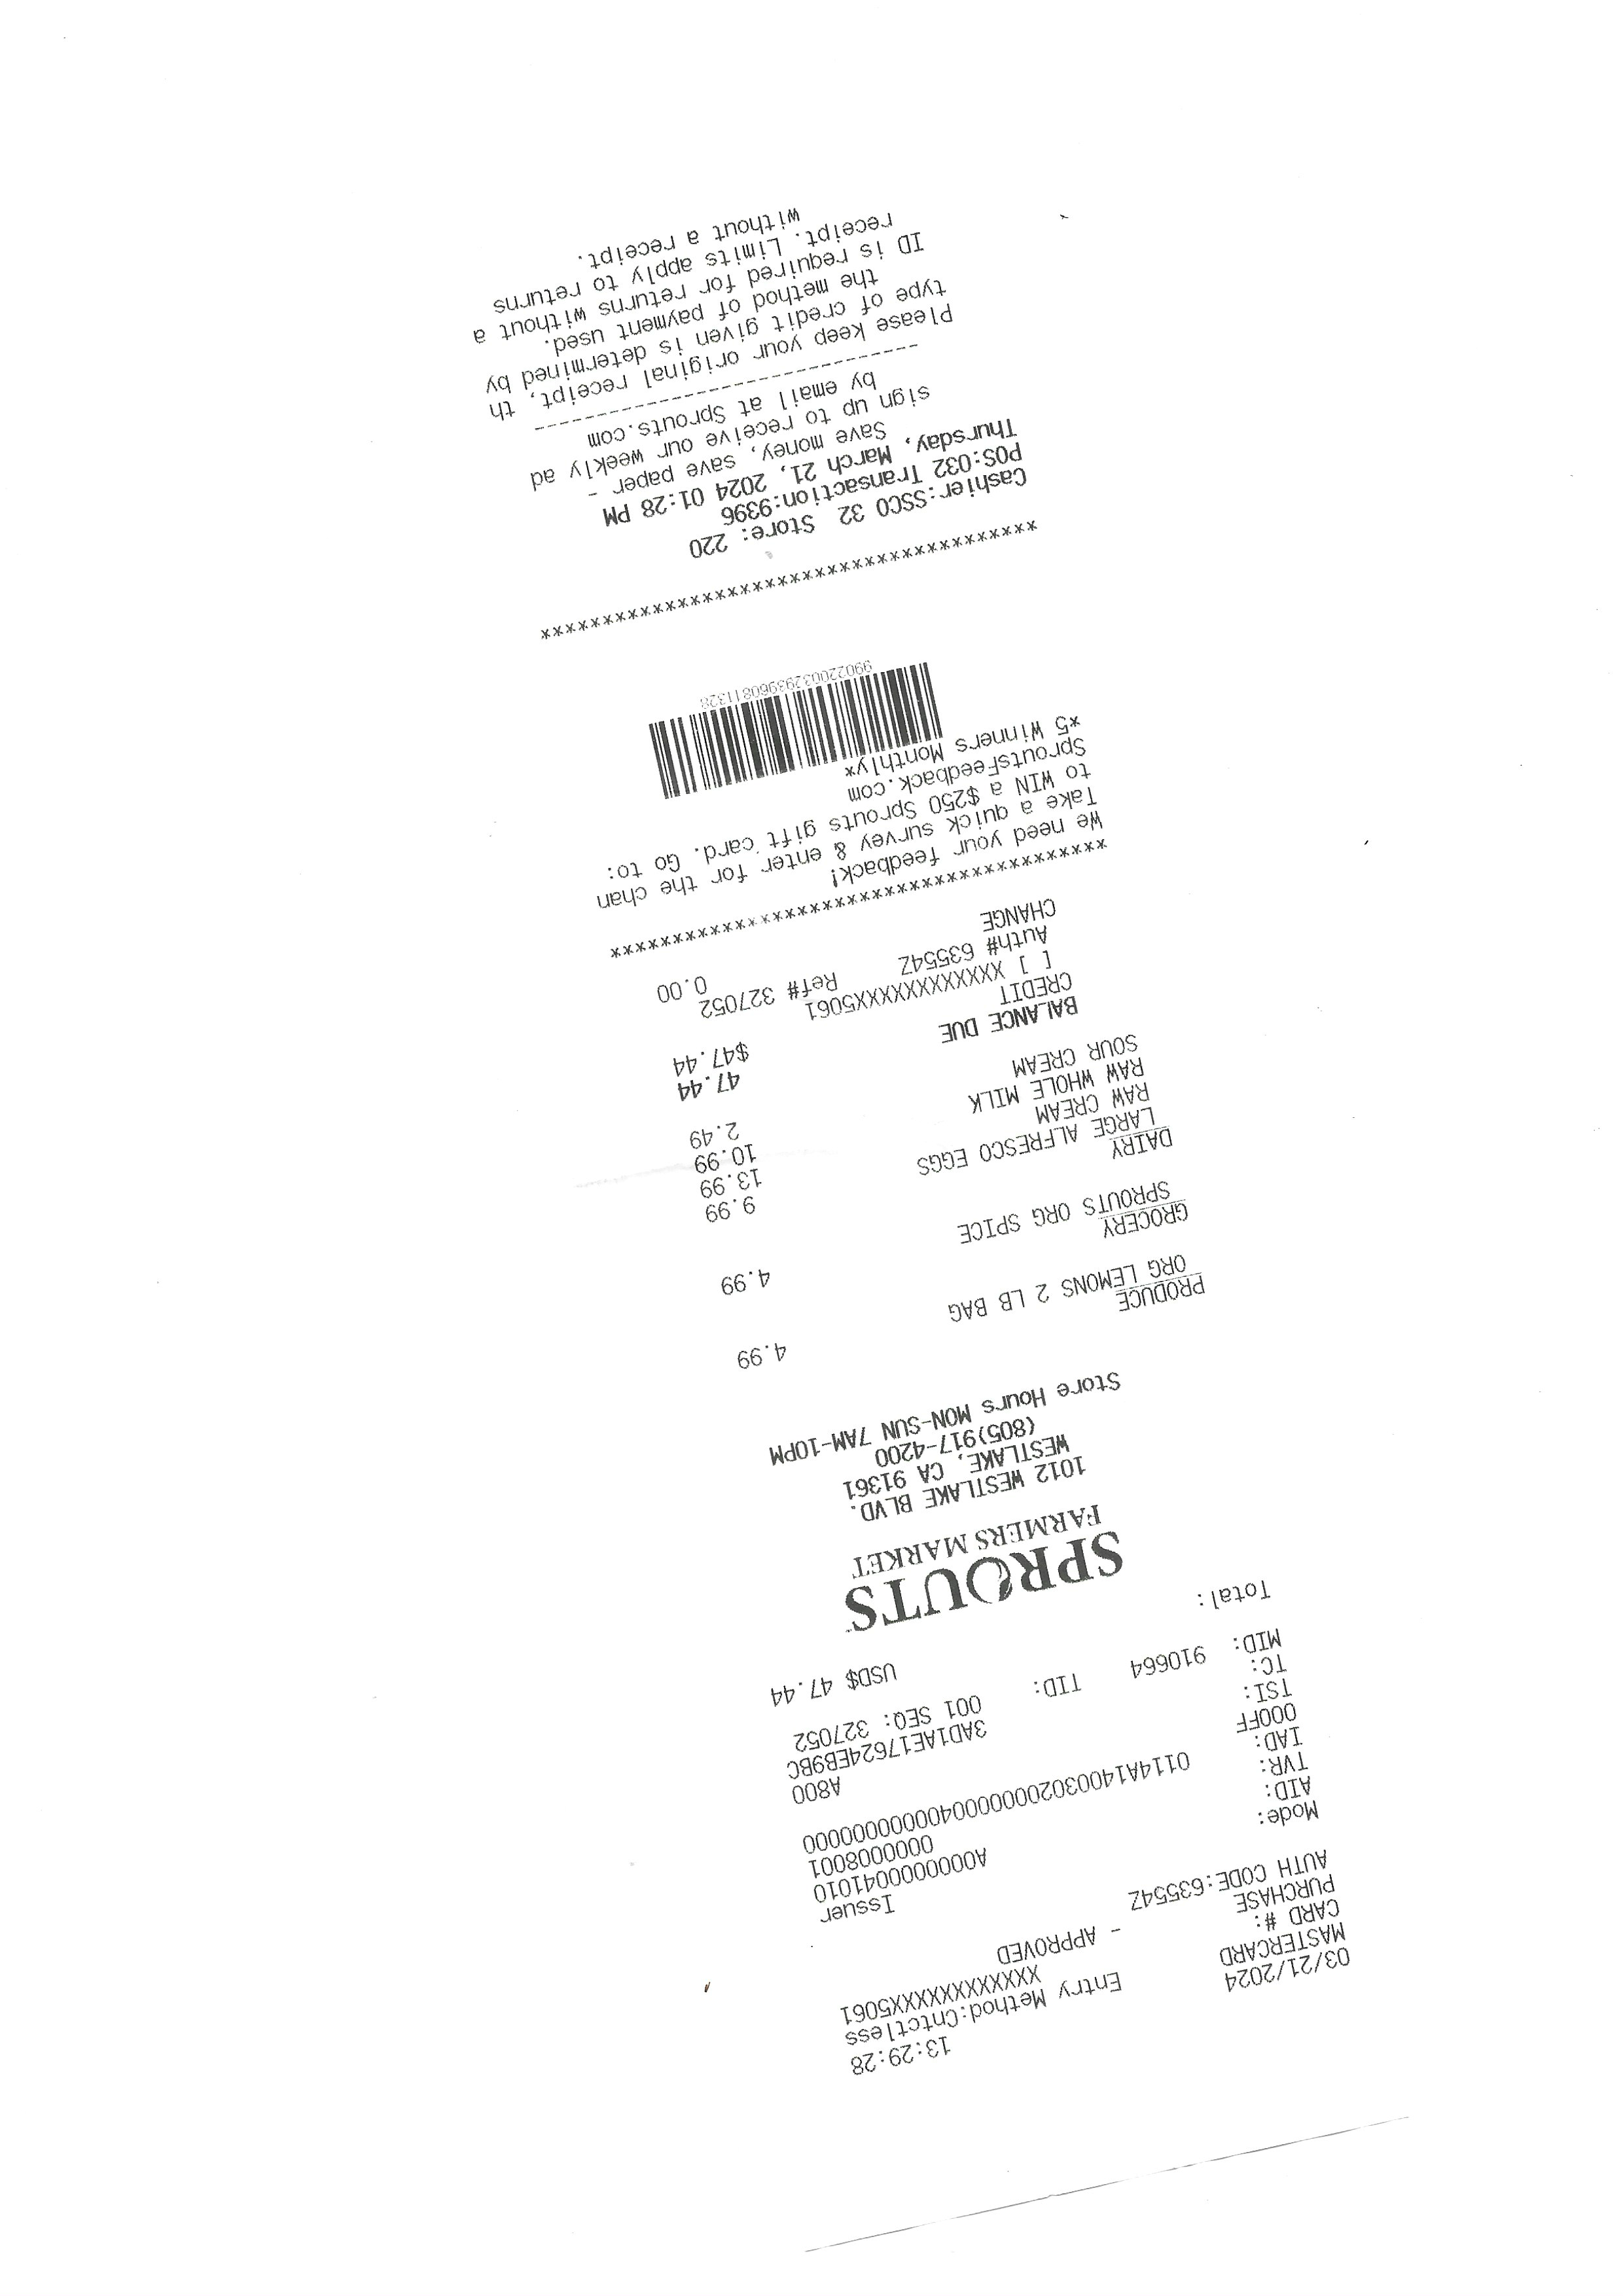 03/21/2024 13:29:28
MASTERCARD Entry Method:Cntctless
CARD #: XXXXXXXXXXXX5061
PURCHASE - APPROVED
AUTH CODE:63554Z
Mode: Issuer
AID: A0000000041010
TVR: 0000008001
IAD: 0114A1400302000000040000000000
00OFF
TSI: A800
TC: 3AD1AE17624EB9BC
MID: 910664 TID: 001 SEQ: 327052
Total: USD$ 47.44
SPROUTS
FARMERS MARKET
1012 WESTLAKE BLVD.
WESTLAKE, CA 91361
(805)917-4200
Store Hours MON-SUN 7AM-10PM
PRODUCE
ORG LEMONS 2 LB BAG 4.99
GROCERY
SPROUTS ORG SPICE 4.99
DAIRY
LARGE ALFRESCO EGGS 9.99
RAW CREAM 13.99
RAW WHOLE MILK 10.99
SOUR CREAM 2.49
BALANCE DUE 47.44
CREDIT $47.44
[ ] XXXXXXXXXXXX5061
Auth# 63554Z Ref# 327052
CHANGE 0.00
*****************************************
We need your feedback!
Take a quick survey & enter for the chan
to WIN a $250 Sprouts gift card. Go to:
SproutsFeedback.com
*5 Winners Monthly*
99022003293960811328
*****************************************
Cashier:SSCO 32 Store: 220
POS:032 Transaction:9396
Thursday, March 21, 2024 01:28 PM
Save money, save paper -
sign up to receive our weekly ad
by email at Sprouts.com
--------------------------------
Please keep your original receipt, th
type of credit given is determined by
the method of payment used.
ID is required for returns without a
receipt. Limits apply to returns
without a receipt.